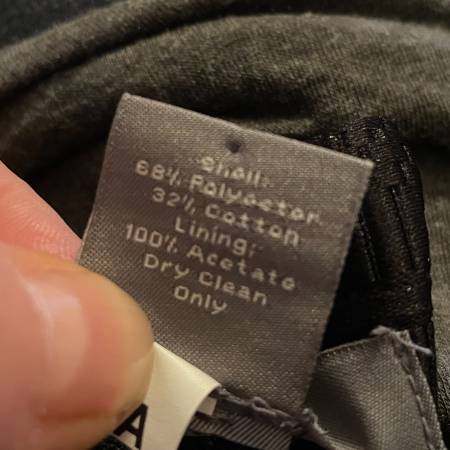 Shell:
68% Polyester
32% Cotton
Lining:
100% Acetate
Dry Clean
Only
A